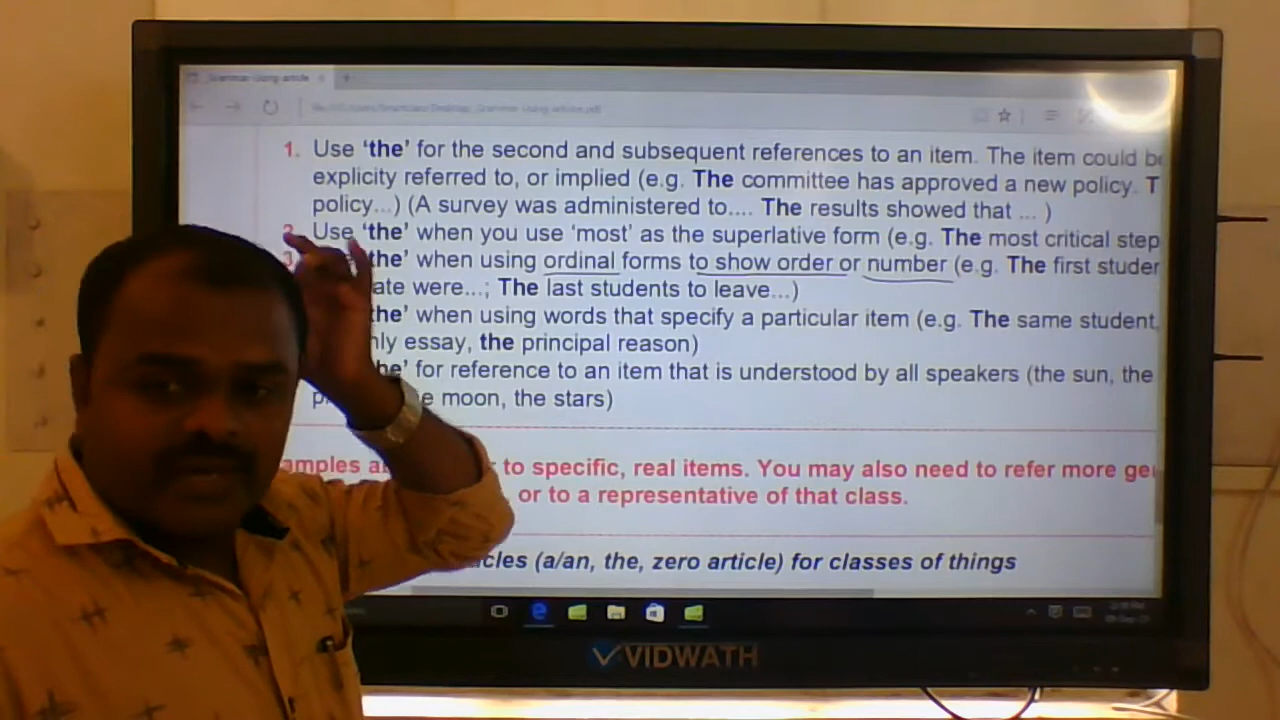 Grammar-Using-article
1. Use 'the' for the second and subsequent references to an item. The item could be
explicity referred to, or implied (e.g. The committee has approved a new policy. T
policy...) (A survey was administered to.... The results showed that ... )
2. Use 'the' when you use 'most' as the superlative form (e.g. The most critical step
3. the' when using ordinal forms to show order or number (e.g. The first studen
ate were...; The last students to leave...)
the' when using words that specify a particular item (e.g. The same student,
nly essay, the principal reason)
he' for reference to an item that is understood by all speakers (the sun, the
p e moon, the stars)
amples a to specific, real items. You may also need to refer more ge
, or to a representative of that class.
cles (a/an, the, zero article) for classes of things
VIDWATH